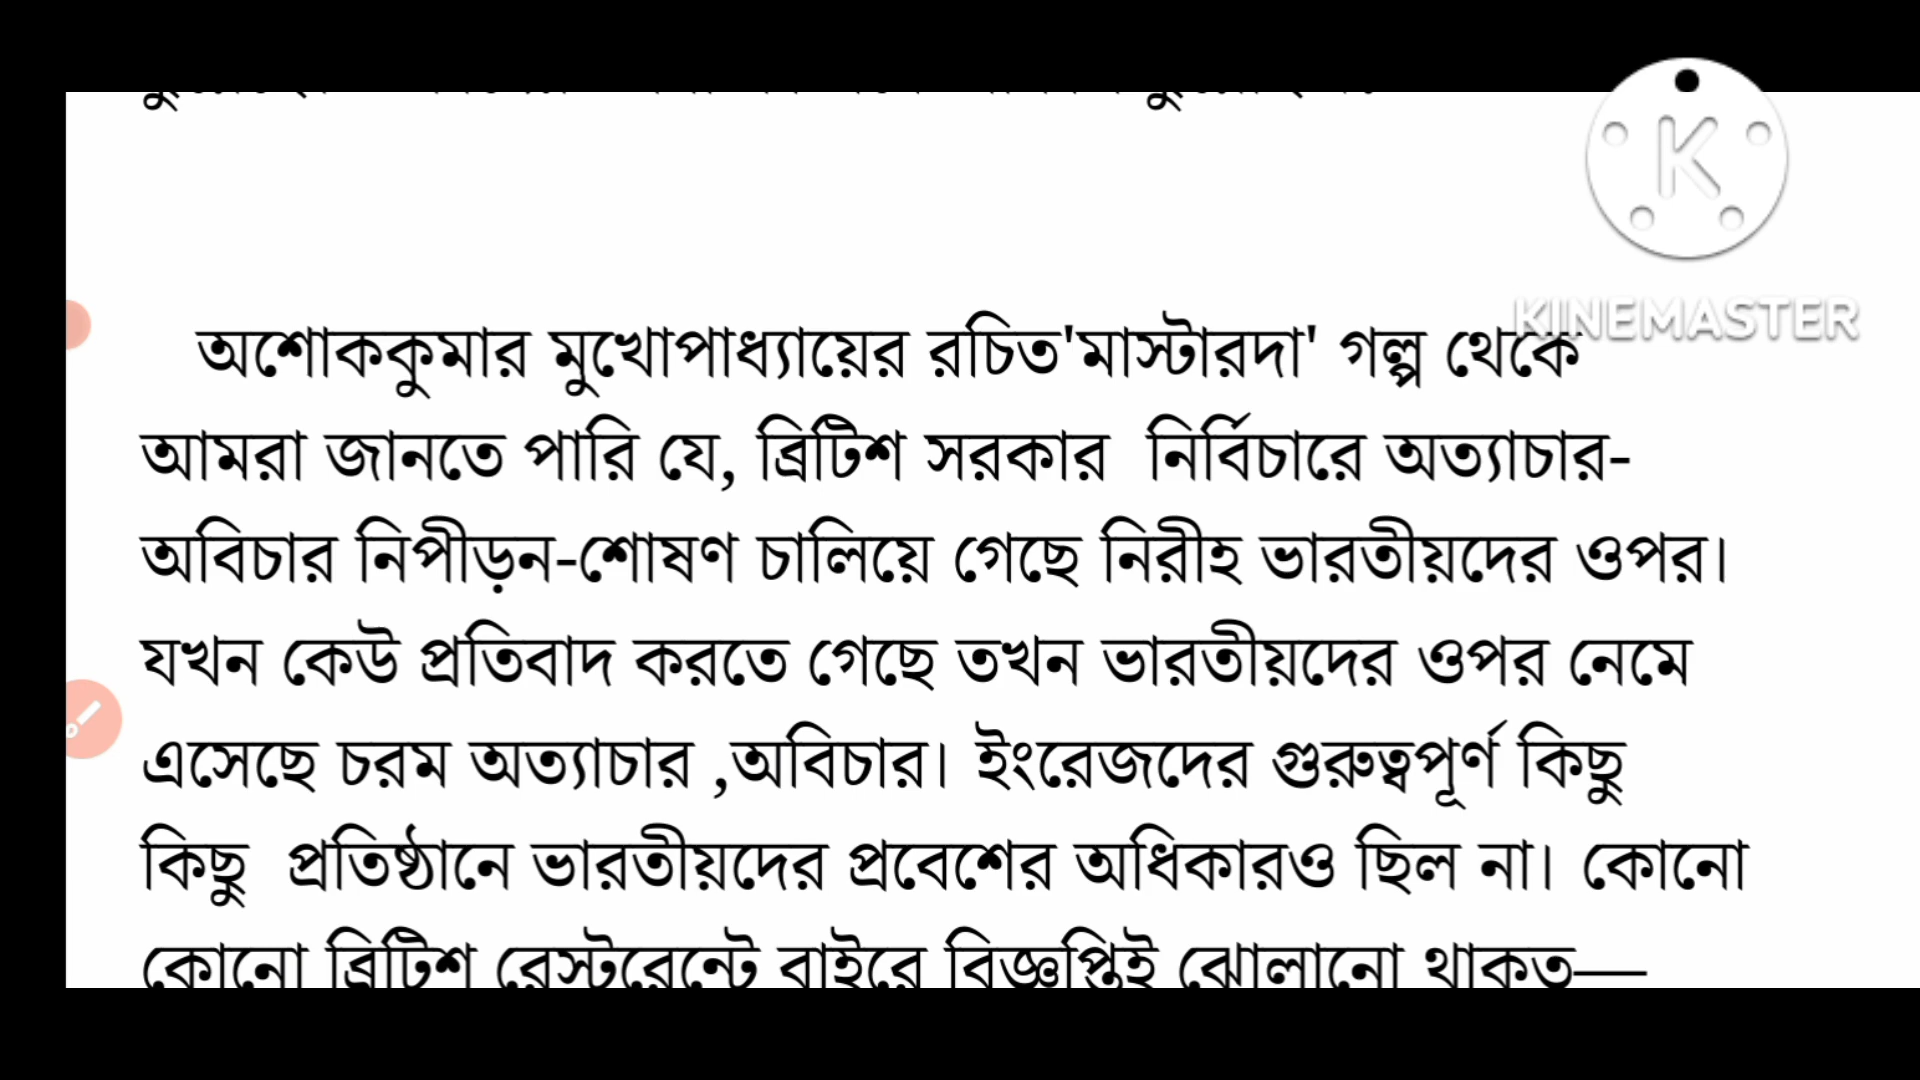 KINEMASTER
অশোককুমার মুখোপাধ্যায়ের রচিত'মাস্টারদা' গল্প থেকে
আমরা জানতে পারি যে, ব্রিটিশ সরকার নির্বিচারে অত্যাচার-
অবিচার নিপীড়ন-শোষণ চালিয়ে গেছে নিরীহ ভারতীয়দের ওপর।
যখন কেউ প্রতিবাদ করতে গেছে তখন ভারতীয়দের ওপর নেমে
এসেছে চরম অত্যাচার ,অবিচার। ইংরেজদের গুরুত্বপূর্ণ কিছু
কিছু প্রতিষ্ঠানে ভারতীয়দের প্রবেশের অধিকারও ছিল না। কোনো
কোনো ব্রিটিশ রেস্টরেন্টে বাইরে বিজ্ঞপ্তিই ঝোলানো থাকত—